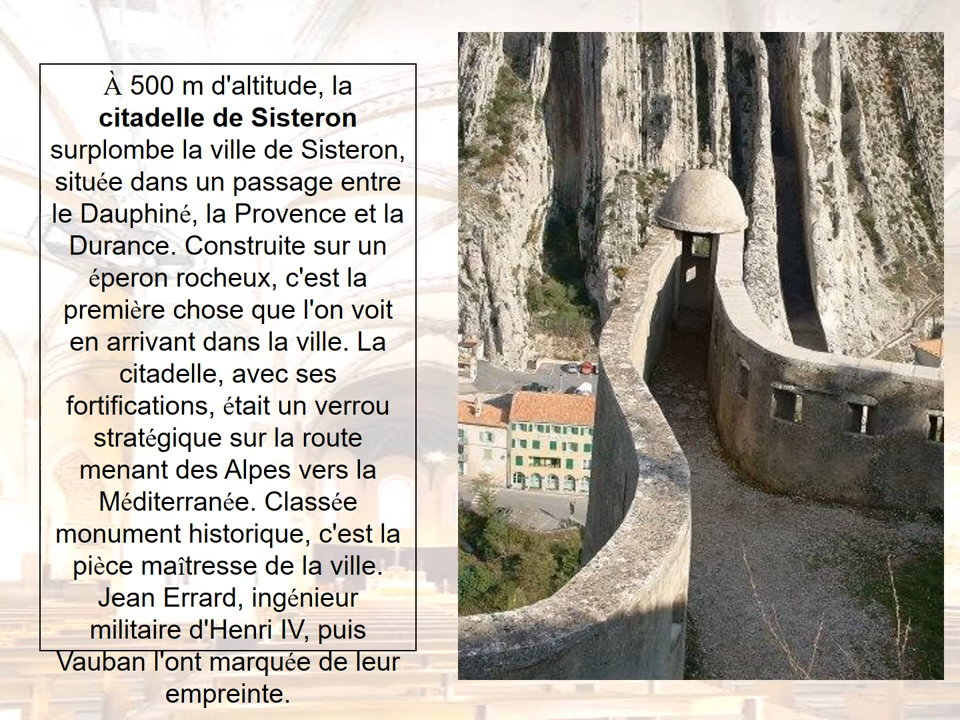 À 500 m d'altitude, la
citadelle de Sisteron
surplombe la ville de Sisteron,
située dans un passage entre
le Dauphiné, la Provence et la
Durance. Construite sur un
éperon rocheux, c'est la
première chose que l'on voit
en arrivant dans la ville. La
citadelle, avec ses
fortifications, était un verrou
stratégique sur la route
menant des Alpes vers la
Méditerranée. Classée
monument historique, c'est la
pièce maîtresse de la ville.
Jean Errard, ingénieur
militaire d'Henri IV, puis
Vauban l'ont marquée de leur
empreinte.